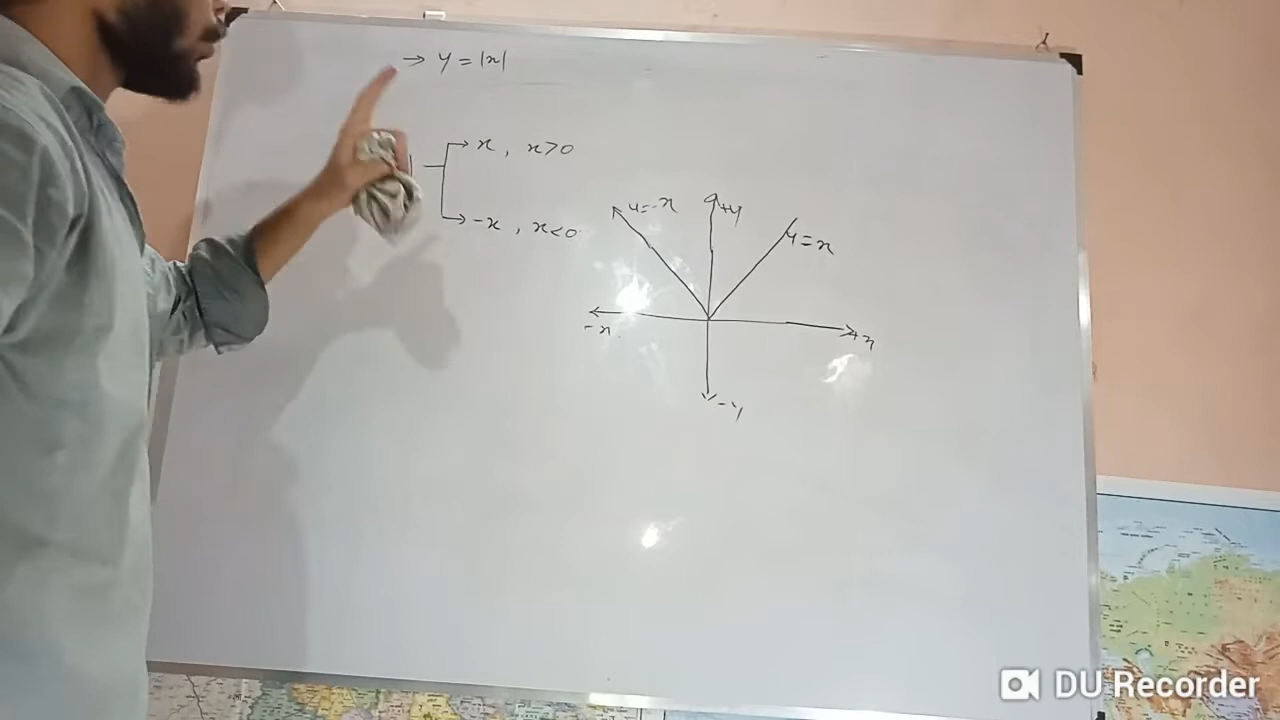 → y = |x|
| → x , x>0
→ -x , x<0
y=-x
+y
y=x
-x
+x
-y
DU Recorder